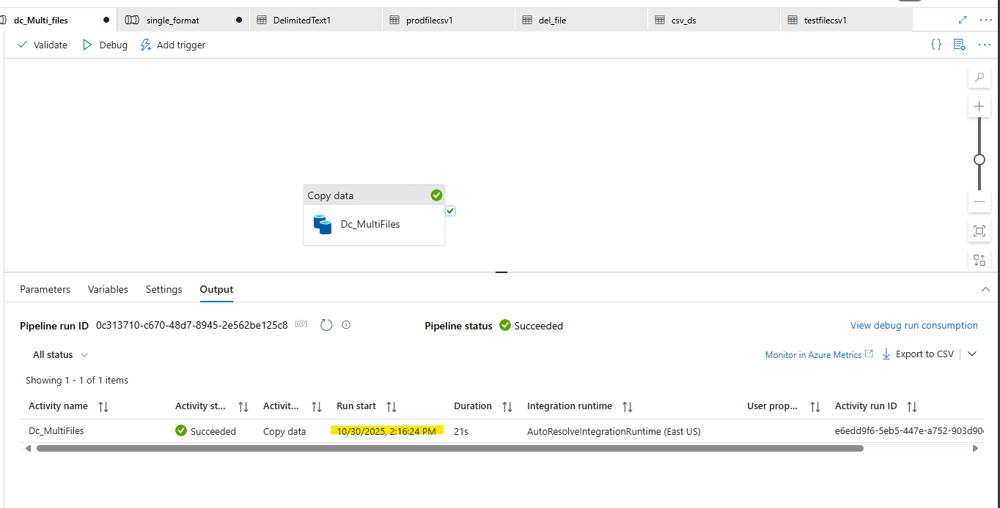 dc_Multi_files single_format DelimitedText1 prodfilecsv1 del_file csv_ds testfilecsv1
Validate Debug Add trigger
Copy data
Dc_MultiFiles
Parameters Variables Settings Output
Pipeline run ID 0c313710-c670-48d7-8945-2e562be125c8 Pipeline status Succeeded View debug run consumption
All status Monitor in Azure Metrics Export to CSV
Showing 1 - 1 of 1 items
Activity name Activity st... Activit... Run start Duration Integration runtime User prop... Activity run ID
Dc_MultiFiles Succeeded Copy data 10/30/2025, 2:16:24 PM 21s AutoResolveIntegrationRuntime (East US) e6edd9f6-5eb5-447e-a752-903d90